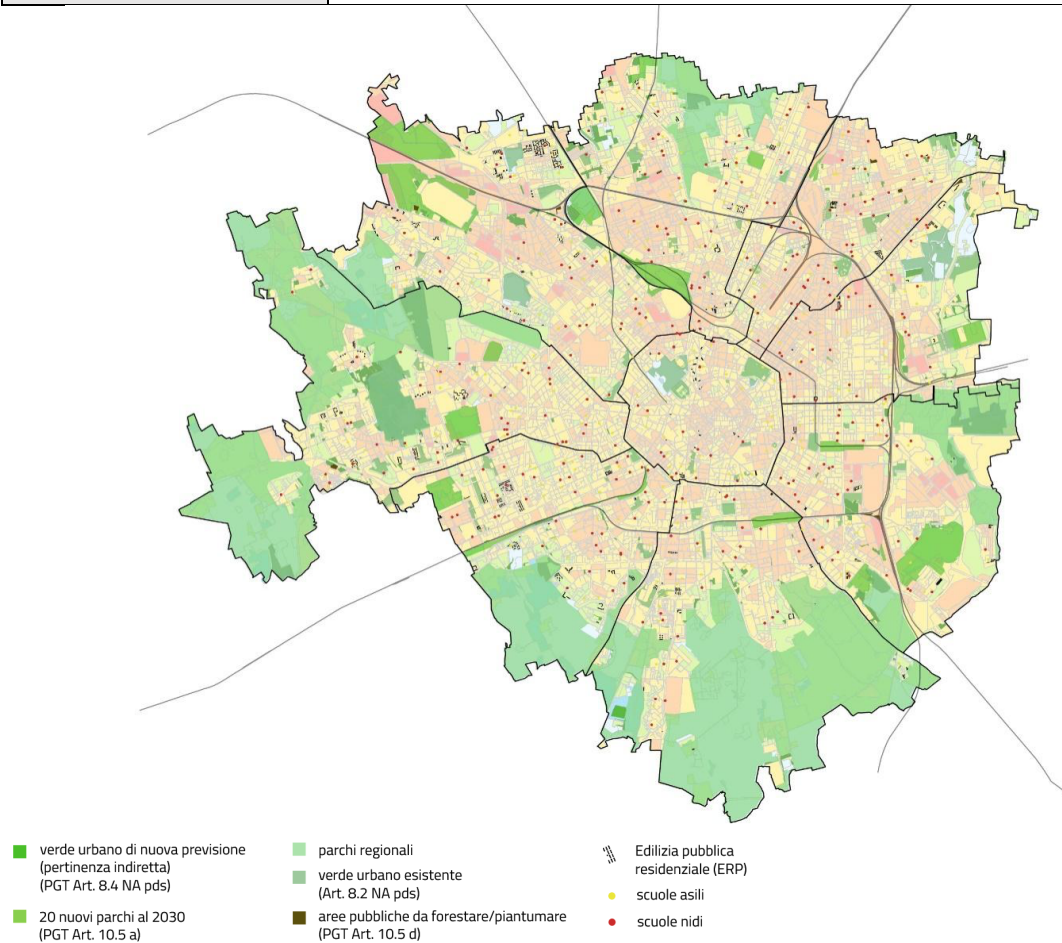 verde urbano di nuova previsione
(pertinenza indiretta)
(PGT Art. 8.4 NA pds)
20 nuovi parchi al 2030
(PGT Art. 10.5 a)
parchi regionali
verde urbano esistente
(Art. 8.2 NA pds)
aree pubbliche da forestare/piantumare
(PGT Art. 10.5 d)
Edilizia pubblica
residenziale (ERP)
scuole asili
scuole nidi